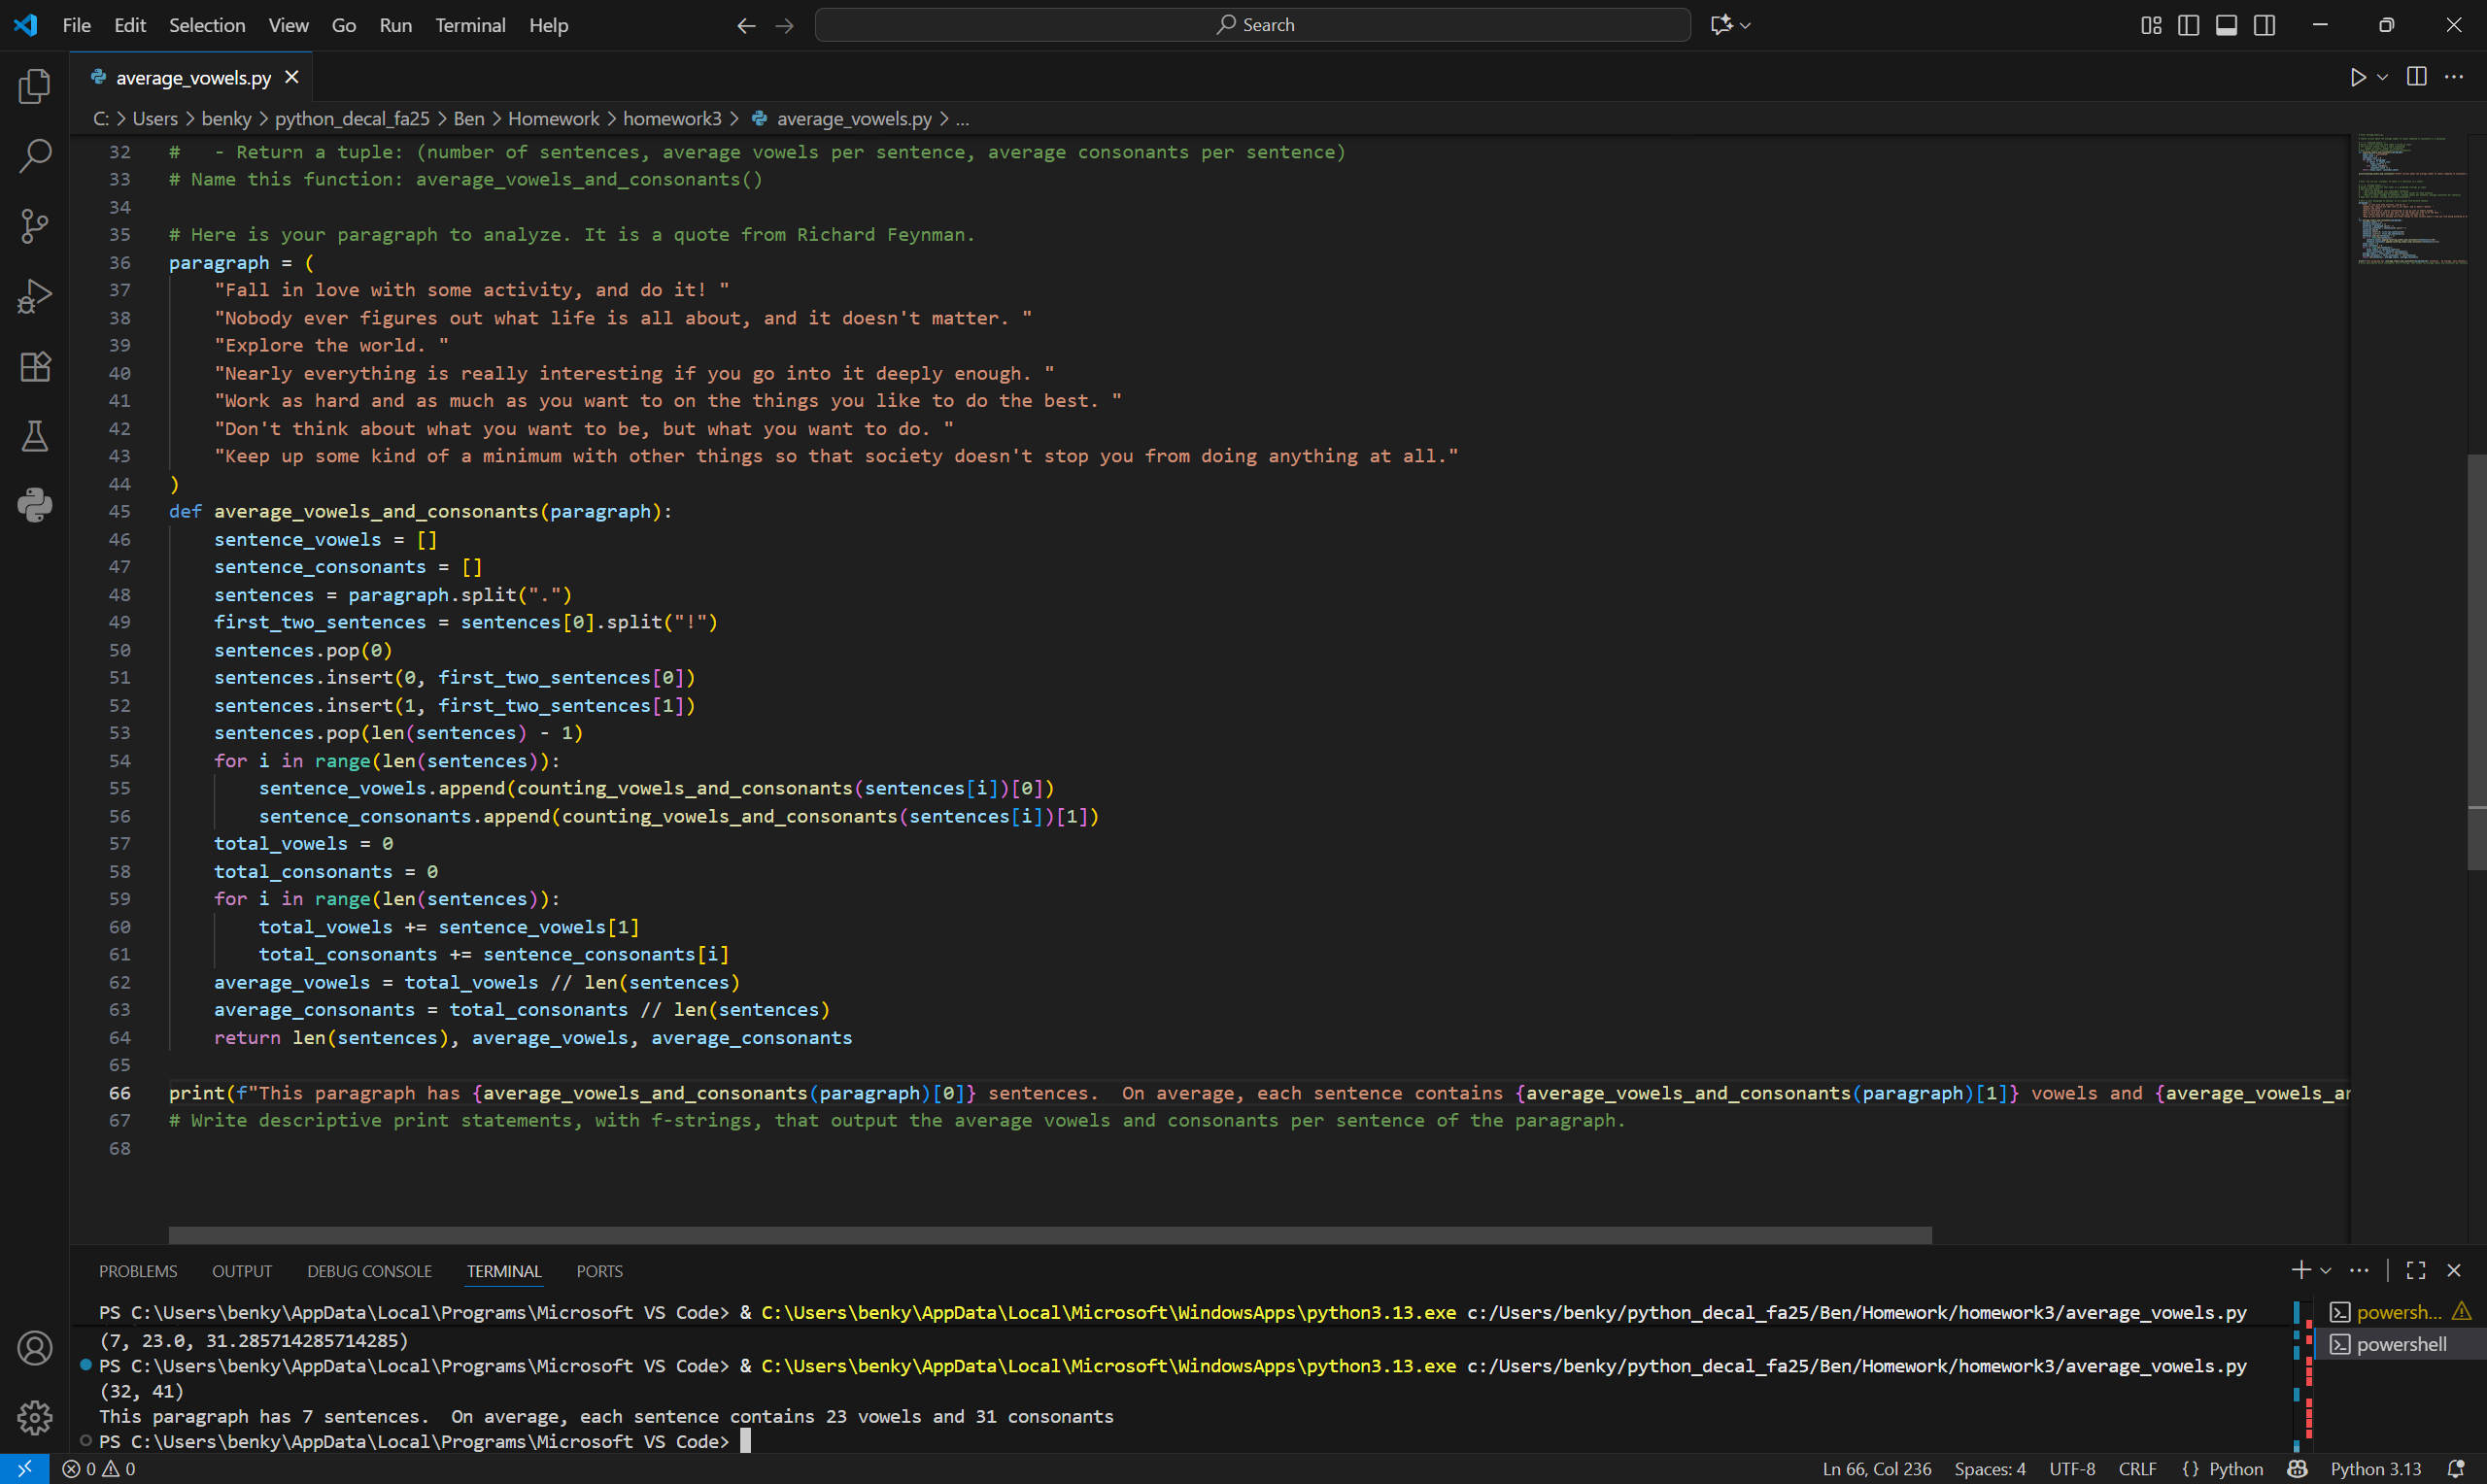 File Edit Selection View Go Run Terminal Help Search
average_vowels.py
C: > Users > benky > python_decal_fa25 > Ben > Homework > homework3 > average_vowels.py > ...
32 #   - Return a tuple: (number of sentences, average vowels per sentence, average consonants per sentence)
33 # Name this function: average_vowels_and_consonants()
34
35 # Here is your paragraph to analyze. It is a quote from Richard Feynman.
36 paragraph = (
37     "Fall in love with some activity, and do it! "
38     "Nobody ever figures out what life is all about, and it doesn't matter. "
39     "Explore the world. "
40     "Nearly everything is really interesting if you go into it deeply enough. "
41     "Work as hard and as much as you want to on the things you like to do the best. "
42     "Don't think about what you want to be, but what you want to do. "
43     "Keep up some kind of a minimum with other things so that society doesn't stop you from doing anything at all."
44 )
45 def average_vowels_and_consonants(paragraph):
46     sentence_vowels = []
47     sentence_consonants = []
48     sentences = paragraph.split(".")
49     first_two_sentences = sentences[0].split("!")
50     sentences.pop(0)
51     sentences.insert(0, first_two_sentences[0])
52     sentences.insert(1, first_two_sentences[1])
53     sentences.pop(len(sentences) - 1)
54     for i in range(len(sentences)):
55         sentence_vowels.append(counting_vowels_and_consonants(sentences[i])[0])
56         sentence_consonants.append(counting_vowels_and_consonants(sentences[i])[1])
57     total_vowels = 0
58     total_consonants = 0
59     for i in range(len(sentences)):
60         total_vowels += sentence_vowels[1]
61         total_consonants += sentence_consonants[i]
62     average_vowels = total_vowels // len(sentences)
63     average_consonants = total_consonants // len(sentences)
64     return len(sentences), average_vowels, average_consonants
65
66 print(f"This paragraph has {average_vowels_and_consonants(paragraph)[0]} sentences.  On average, each sentence contains {average_vowels_and_consonants(paragraph)[1]} vowels and {average_vowels_ar
67 # Write descriptive print statements, with f-strings, that output the average vowels and consonants per sentence of the paragraph.
68
PROBLEMS OUTPUT DEBUG CONSOLE TERMINAL PORTS
PS C:\Users\benky\AppData\Local\Programs\Microsoft VS Code> & C:\Users\benky\AppData\Local\Microsoft\WindowsApps\python3.13.exe c:/Users/benky/python_decal_fa25/Ben/Homework/homework3/average_vowels.py
(7, 23.0, 31.285714285714285)
PS C:\Users\benky\AppData\Local\Programs\Microsoft VS Code> & C:\Users\benky\AppData\Local\Microsoft\WindowsApps\python3.13.exe c:/Users/benky/python_decal_fa25/Ben/Homework/homework3/average_vowels.py
(32, 41)
This paragraph has 7 sentences.  On average, each sentence contains 23 vowels and 31 consonants
PS C:\Users\benky\AppData\Local\Programs\Microsoft VS Code>
powersh...
powershell
0 0 Ln 66, Col 236 Spaces: 4 UTF-8 CRLF {} Python Python 3.13